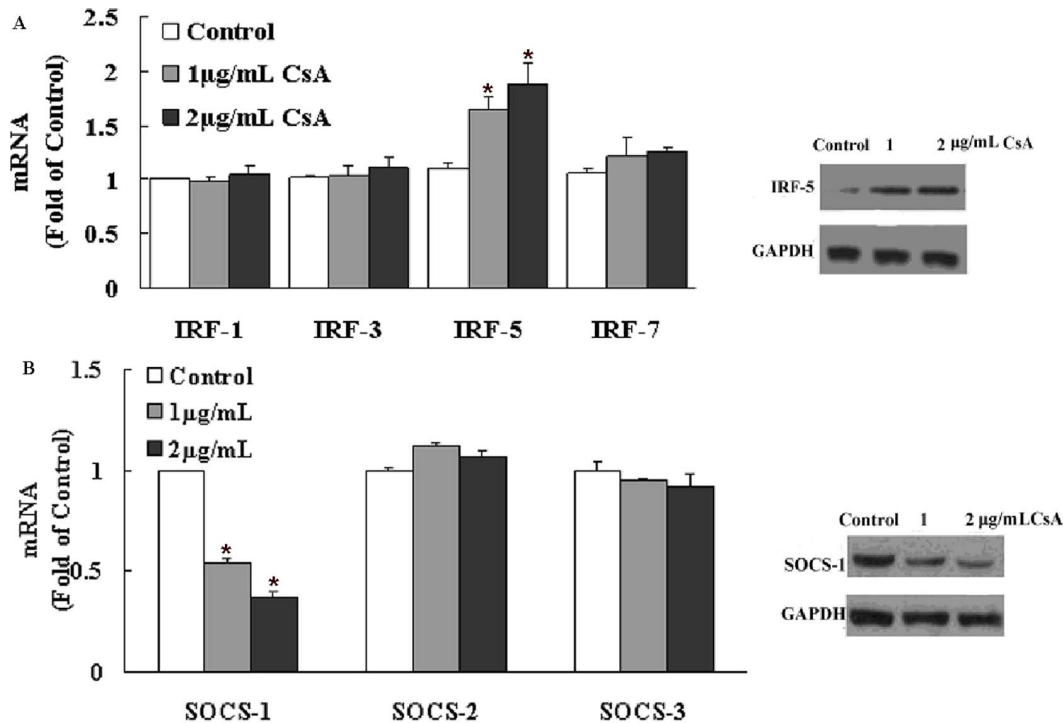 A
mRNA
(Fold of Control)
2.5
2
1.5
1
0.5
0
Control
1µg/mL CsA
2µg/mL CsA
*
*
IRF-1
IRF-3
IRF-5
IRF-7
Control 1 2 µg/mL CsA
IRF-5
GAPDH
B
mRNA
(Fold of Control)
1.5
1
0.5
0
Control
1µg/mL
2µg/mL
*
*
SOCS-1
SOCS-2
SOCS-3
Control 1 2 µg/mLCsA
SOCS-1
GAPDH